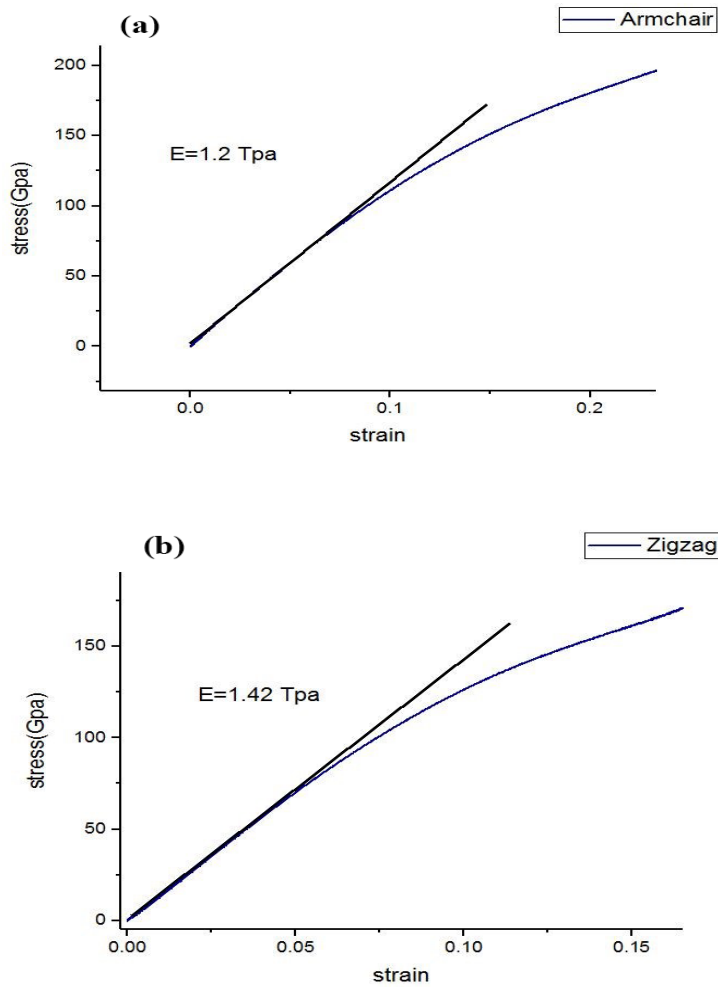 (a)
Armchair
200
150
100
50
0
E=1.2 Tpa
stress(Gpa)
0.0 0.1 0.2
strain
(b)
Zigzag
150
100
50
0
E=1.42 Tpa
stress(Gpa)
0.00 0.05 0.10 0.15
strain